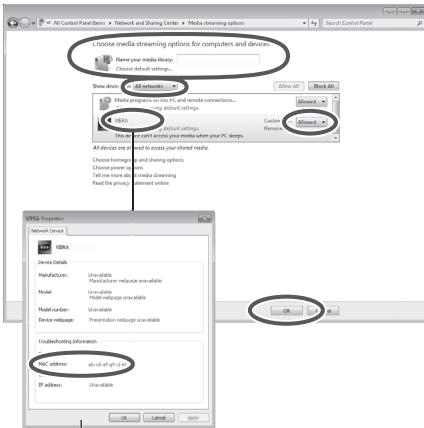 « All Control Panel Items ▸ Network and Sharing Center ▸ Media streaming options
Search Control Panel
Choose media streaming options for computers and devices
Name your media library:
Choose default settings...
Show devices on: All networks
Allow All
Block All
Media programs on this PC and remote connections...
Allowed
default settings.
VIERA
Allowed
default settings.
This device can't access your media when your PC sleeps.
All devices are allowed to access your shared media.
Choose homegroup and sharing options
Choose power options
Tell me more about media streaming
Read the privacy statement online
OK
VIERA Properties
Network Device
VIERA
Device Details
Manufacturer: Unavailable
Manufacturer webpage unavailable
Model: Unavailable
Model webpage unavailable
Model number: Unavailable
Device webpage: Presentation webpage unavailable
Troubleshooting Information
MAC address: ab-cd-ef-gh-ij-kl
IP address: Unavailable
OK
Cancel
Apply